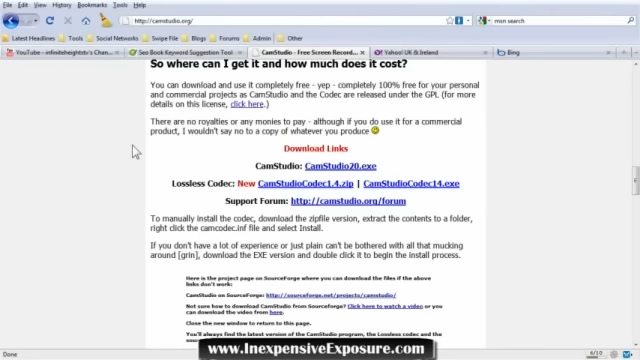 File Edit View History Bookmarks Tools Help
http://camstudio.org/
msn search
Latest Headlines Tools Social Networks Swipe File Blogs Forums Admin Directory
YouTube - infiniteheightstv's Chan... Seo Book Keyword Suggestion Tool CamStudio - Free Screen Record... Yahoo! UK & Ireland Bing
So where can I get it and how much does it cost?
You can download and use it completely free - yep - completely 100% free for your personal
and commercial projects as CamStudio and the Codec are released under the GPL (for more
details on this license, click here.)
There are no royalties or any monies to pay - although if you do use it for a commercial
product, I wouldn't say no to a copy of whatever you produce
Download Links
CamStudio: CamStudio20.exe
Lossless Codec: New CamStudioCodec1.4.zip | CamStudioCodec14.exe
Support Forum: http://camstudio.org/forum
To manually install the codec, download the zipfile version, extract the contents to a folder,
right click the camcodec.inf file and select Install.
If you don't have a lot of experience or just plain can't be bothered with all that mucking
around [grin], download the EXE version and double click it to begin the install process.
Here is the project page on SourceForge where you can download the files if the above
links don't work:
CamStudio on SourceForge: http://sourceforge.net/projects/camstudio/
Not sure how to download CamStudio from SourceForge? Click here to watch a video or you
can download the video from here.
Close the new window to return to this page.
You'll always find the latest version of the CamStudio program, the Lossless codec and the
www.InexpensiveExposure.com
Done